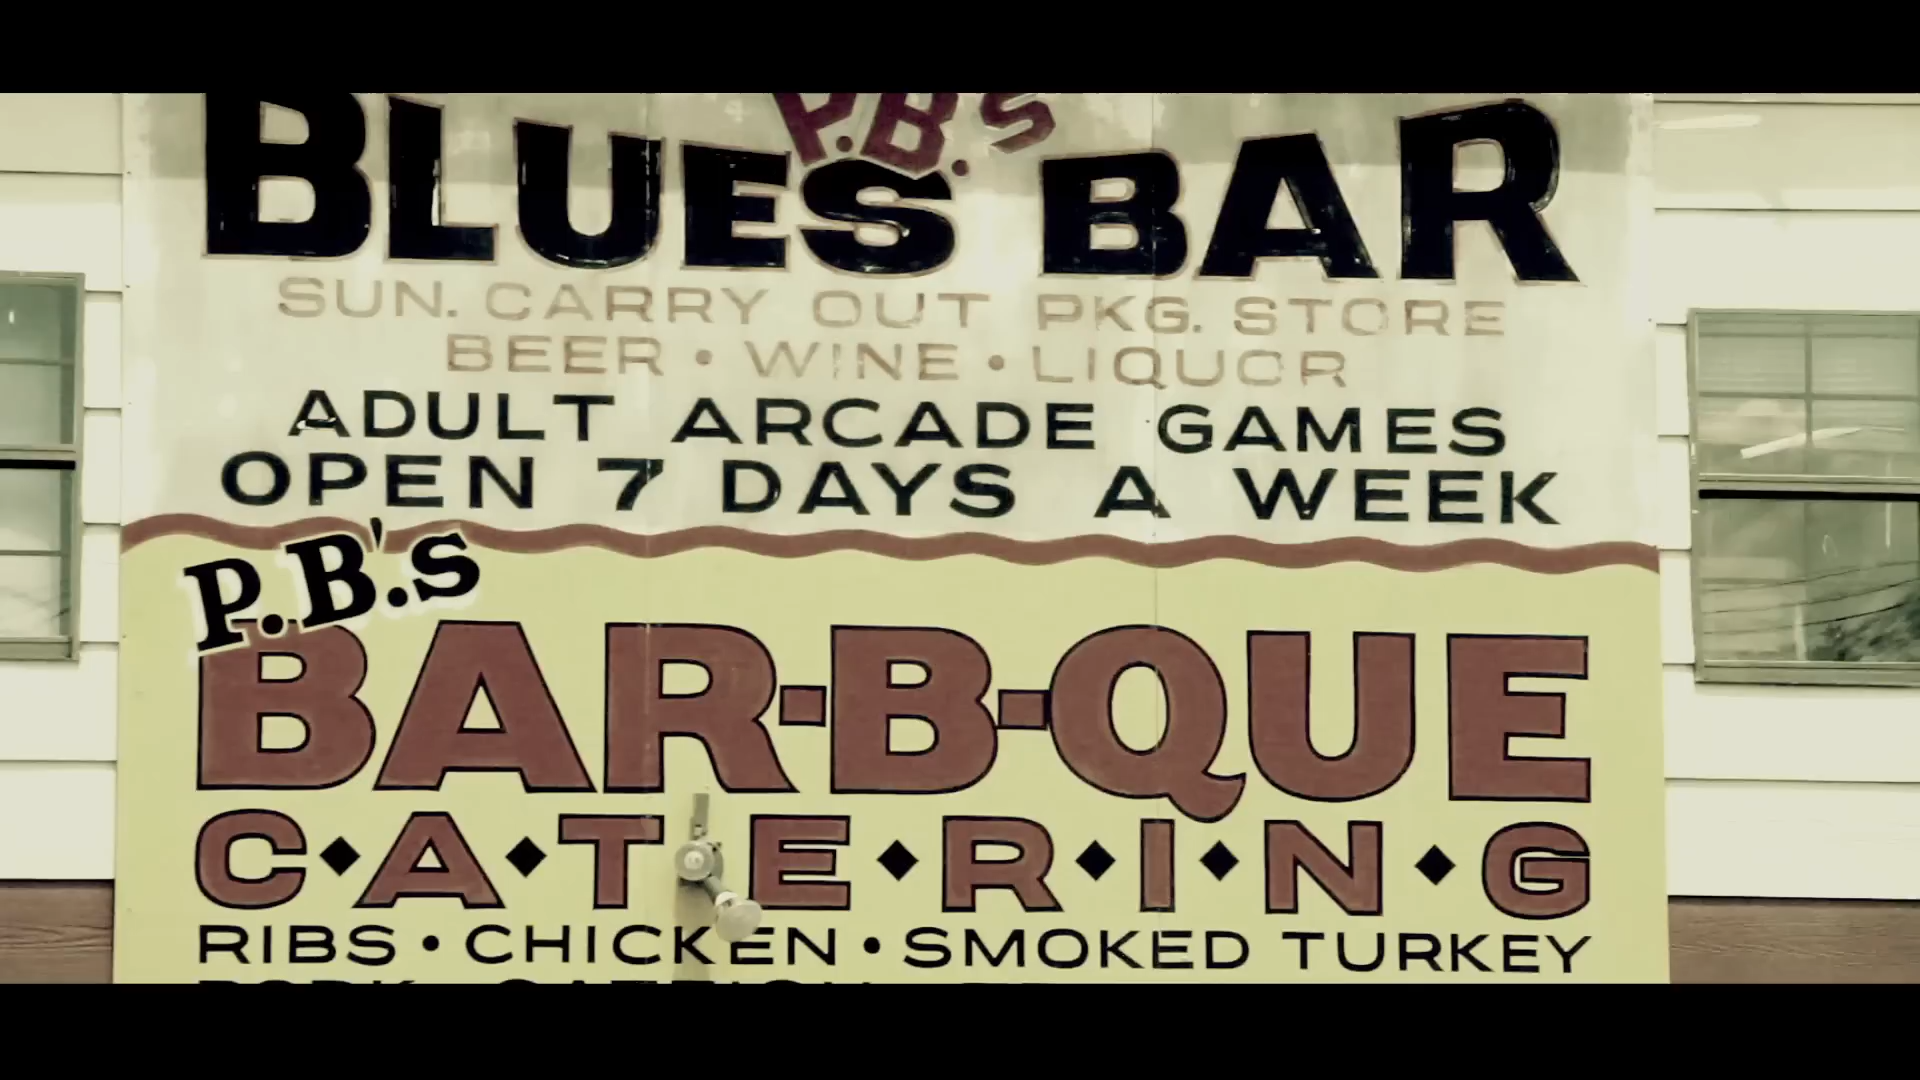 P.B.'s
BLUES BAR
SUN. CARRY OUT PKG. STORE
BEER • WINE • LIQUOR
ADULT ARCADE GAMES
OPEN 7 DAYS A WEEK
P.B.'s
BAR-B-QUE
C◆A◆TE◆R◆I◆N◆G
RIBS • CHICKEN • SMOKED TURKEY